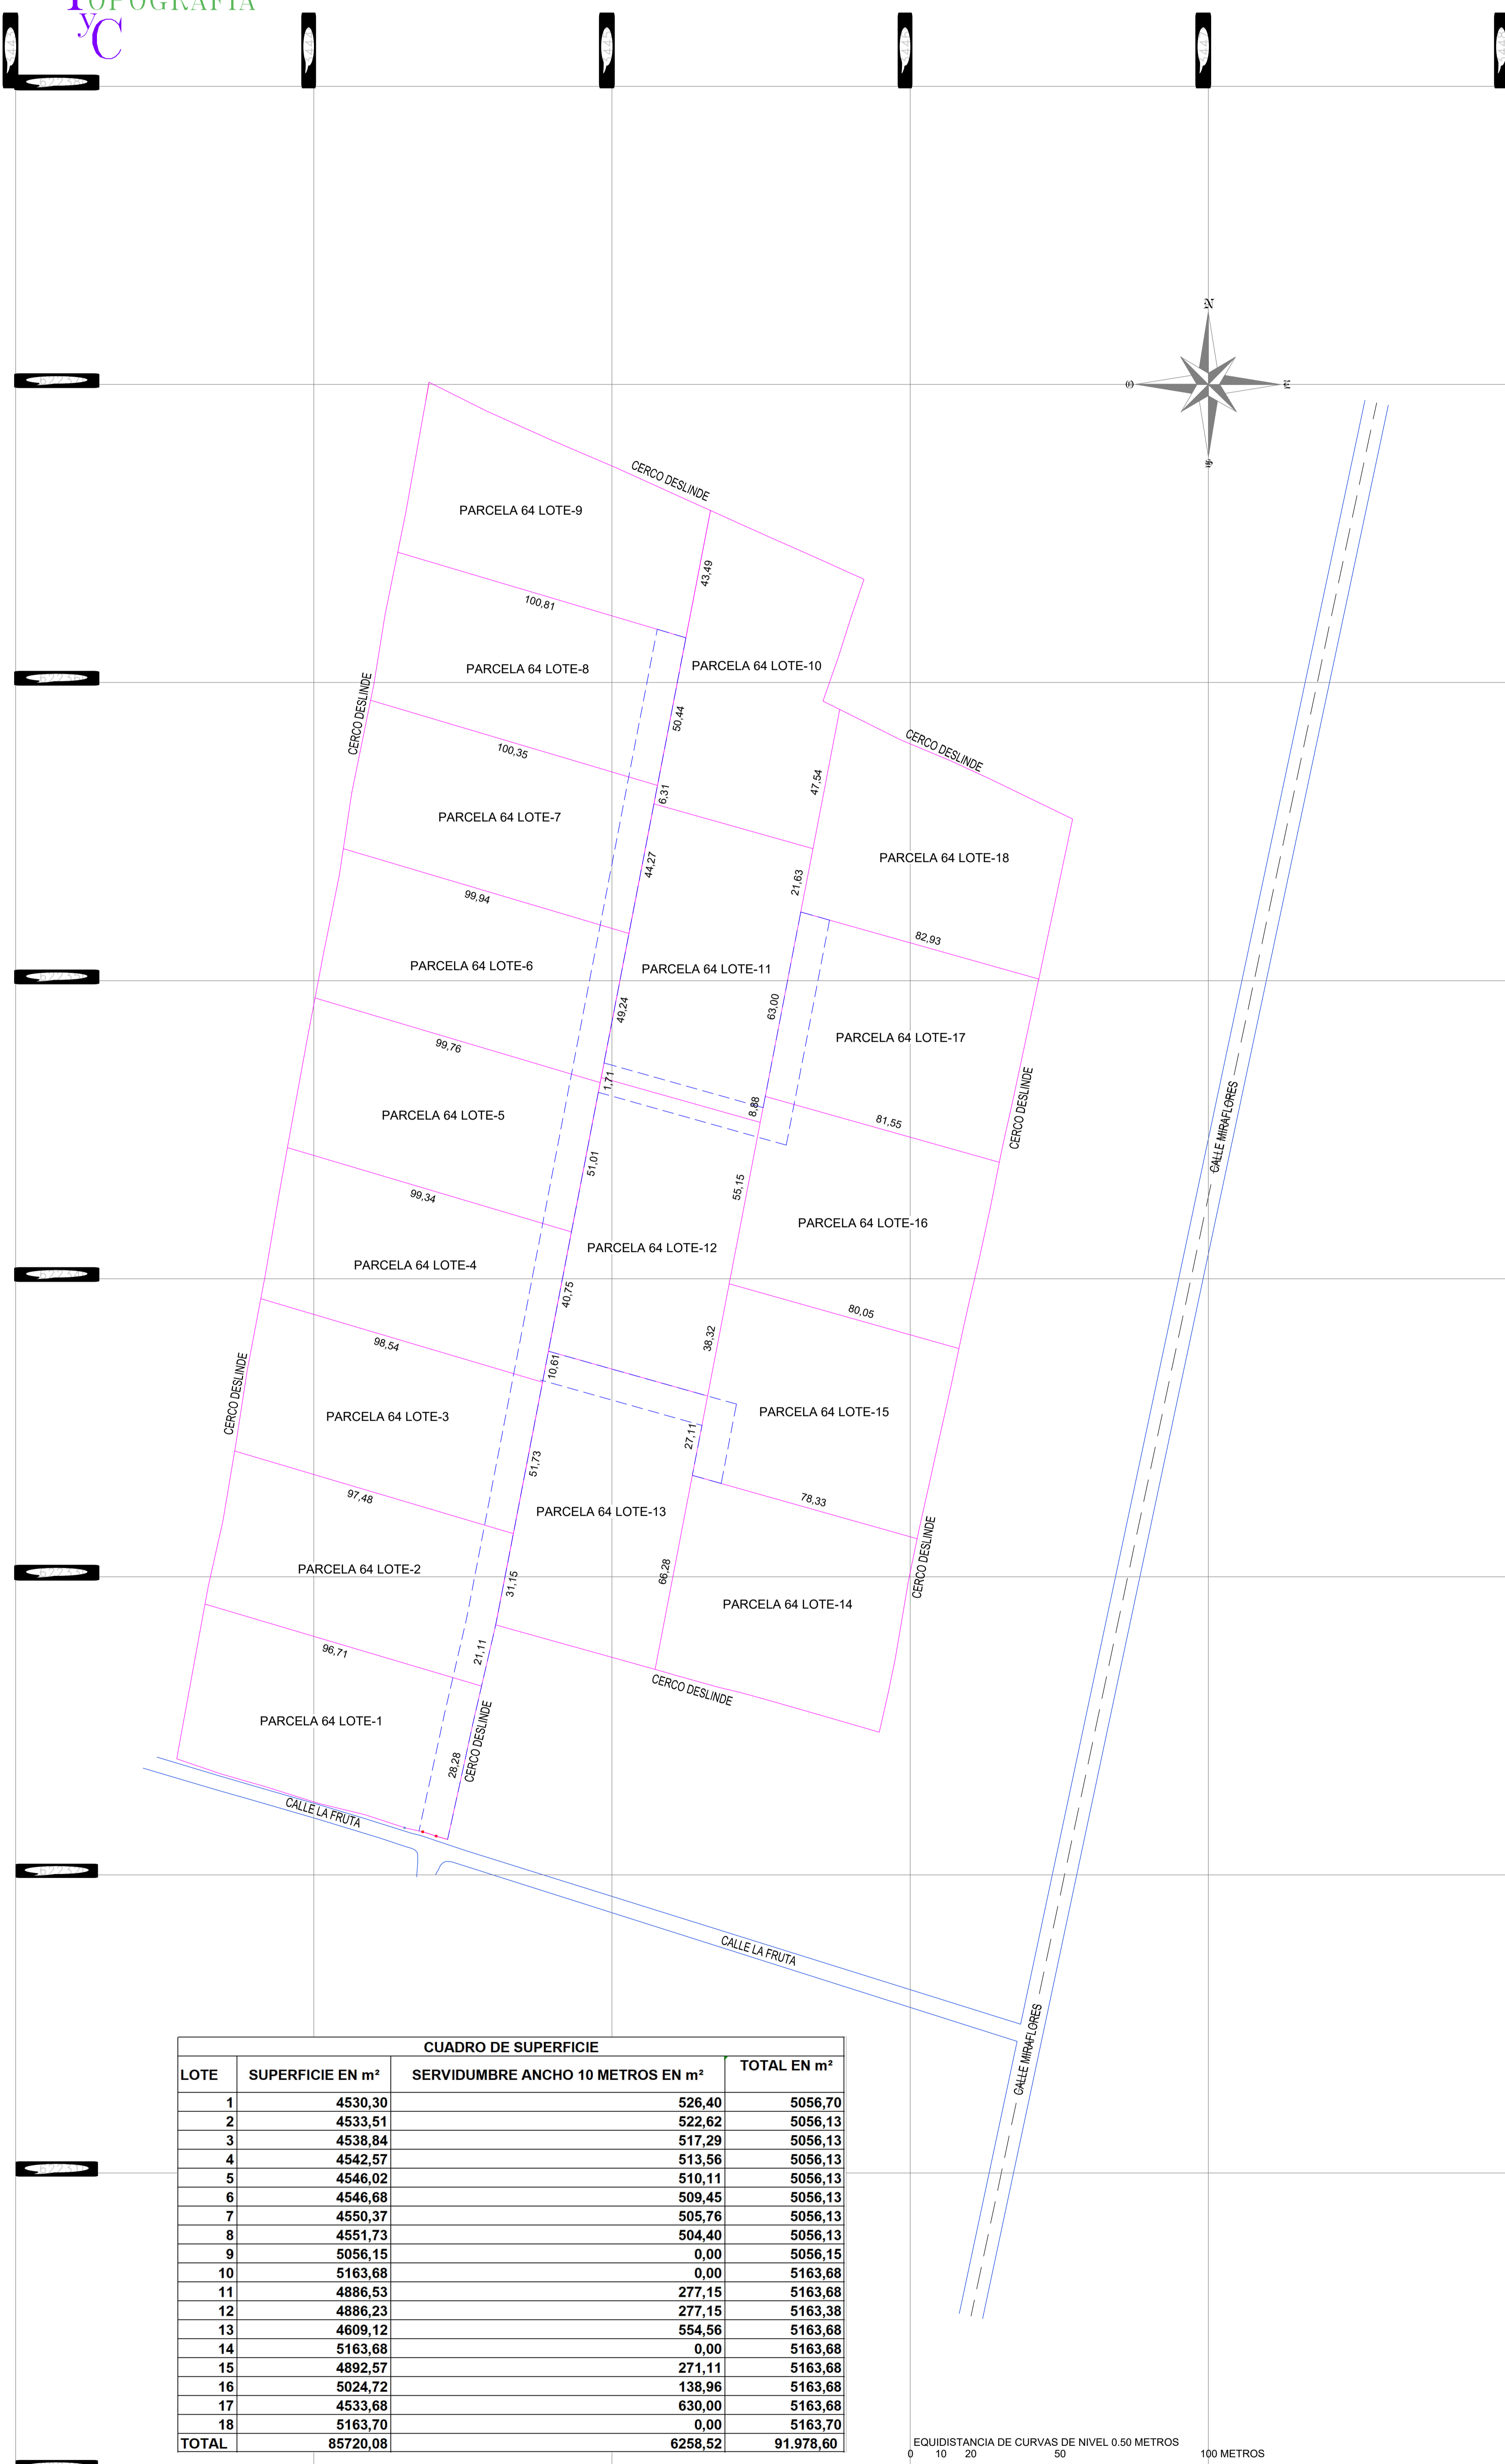 TOPOGRAFIA
y C
N
O
E
S
CERCO DESLINDE
PARCELA 64 LOTE-9
43,49
100,81
PARCELA 64 LOTE-8
PARCELA 64 LOTE-10
CERCO DESLINDE
50,44
CERCO DESLINDE
100,35
47,54
6,31
PARCELA 64 LOTE-7
PARCELA 64 LOTE-18
44,27
21,63
99,94
82,93
PARCELA 64 LOTE-6
PARCELA 64 LOTE-11
49,24
63,00
PARCELA 64 LOTE-17
99,76
1,71
8,88
CERCO DESLINDE
CALLE MIRAFLORES
PARCELA 64 LOTE-5
81,55
51,01
55,15
99,34
PARCELA 64 LOTE-16
PARCELA 64 LOTE-12
PARCELA 64 LOTE-4
40,75
80,05
38,32
98,54
10,61
CERCO DESLINDE
PARCELA 64 LOTE-3
PARCELA 64 LOTE-15
27,11
51,73
97,48
78,33
PARCELA 64 LOTE-13
CERCO DESLINDE
PARCELA 64 LOTE-2
66,28
31,15
PARCELA 64 LOTE-14
96,71
21,11
CERCO DESLINDE
PARCELA 64 LOTE-1
CERCO DESLINDE
28,28
CALLE LA FRUTA
CALLE LA FRUTA
CALLE MIRAFLORES
CUADRO DE SUPERFICIE
LOTE SUPERFICIE EN m² SERVIDUMBRE ANCHO 10 METROS EN m² TOTAL EN m²
1 4530,30 526,40 5056,70
2 4533,51 522,62 5056,13
3 4538,84 517,29 5056,13
4 4542,57 513,56 5056,13
5 4546,02 510,11 5056,13
6 4546,68 509,45 5056,13
7 4550,37 505,76 5056,13
8 4551,73 504,40 5056,13
9 5056,15 0,00 5056,15
10 5163,68 0,00 5163,68
11 4886,53 277,15 5163,68
12 4886,23 277,15 5163,38
13 4609,12 554,56 5163,68
14 5163,68 0,00 5163,68
15 4892,57 271,11 5163,68
16 5024,72 138,96 5163,68
17 4533,68 630,00 5163,68
18 5163,70 0,00 5163,70
TOTAL 85720,08 6258,52 91.978,60
EQUIDISTANCIA DE CURVAS DE NIVEL 0.50 METROS
0 10 20 50 100 METROS